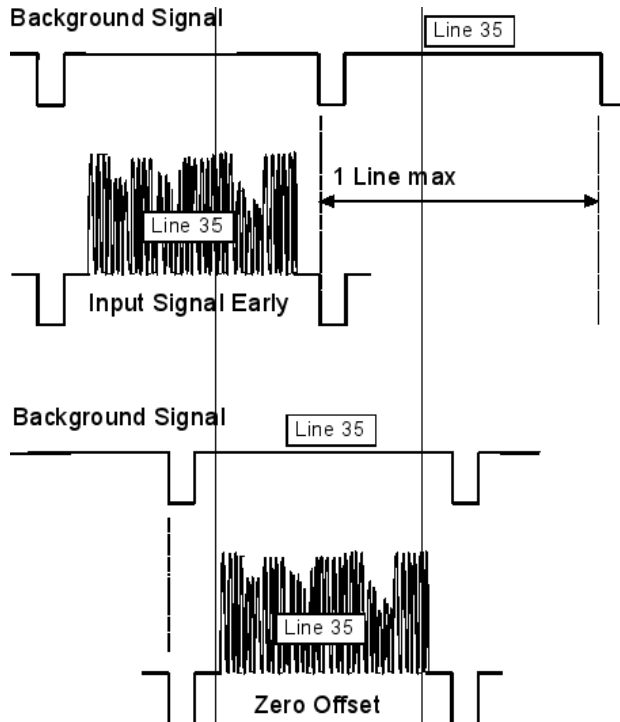 Background Signal
Line 35
1 Line max
Line 35
Input Signal Early
Background Signal
Line 35
Line 35
Zero Offset